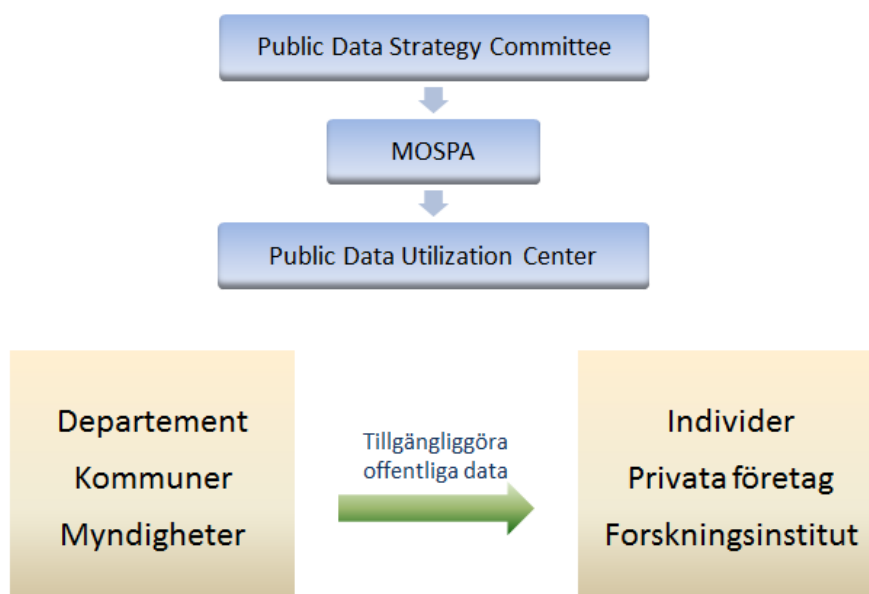 Public Data Strategy Committee
MOSPA
Public Data Utilization Center
Departement
Kommuner
Myndigheter
Tillgängliggöra
offentliga data
Individer
Privata företag
Forskningsinstitut